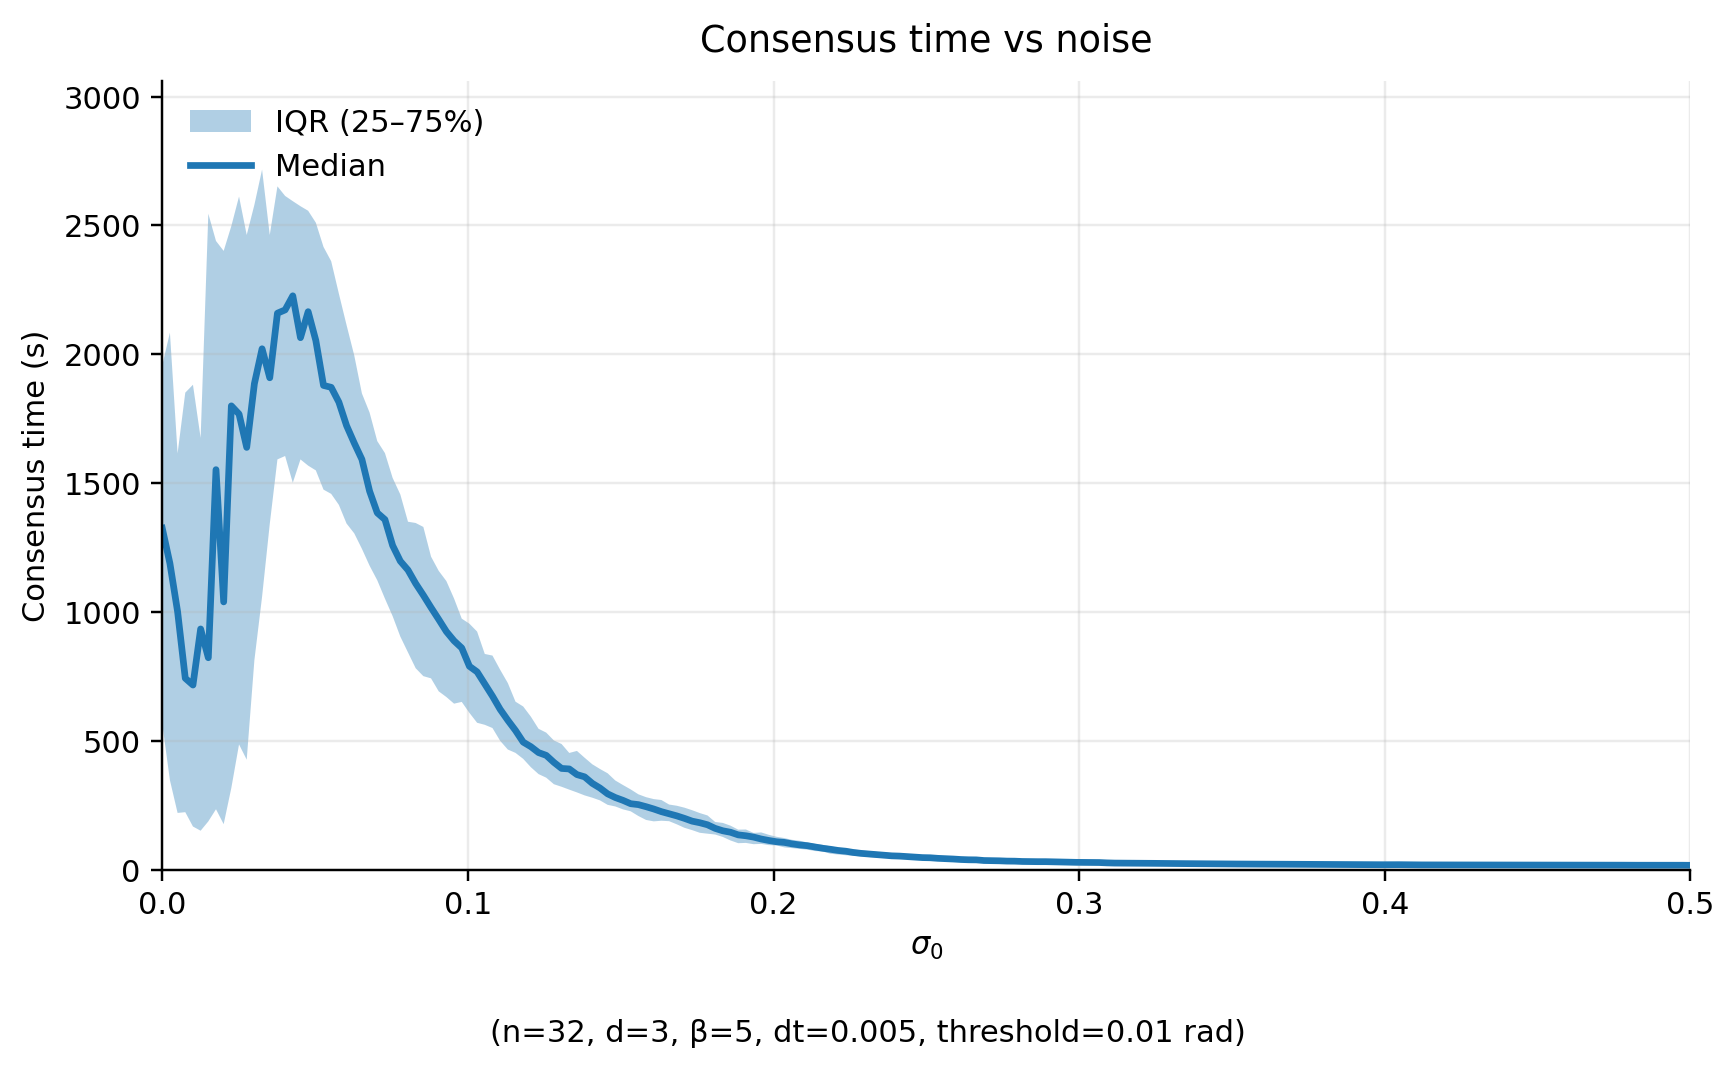 Consensus time vs noise
3000
2500
2000
1500
1000
500
0
Consensus time (s)
IQR (25–75%)
Median
0.0 0.1 0.2 0.3 0.4 0.5
σ₀
(n=32, d=3, β=5, dt=0.005, threshold=0.01 rad)